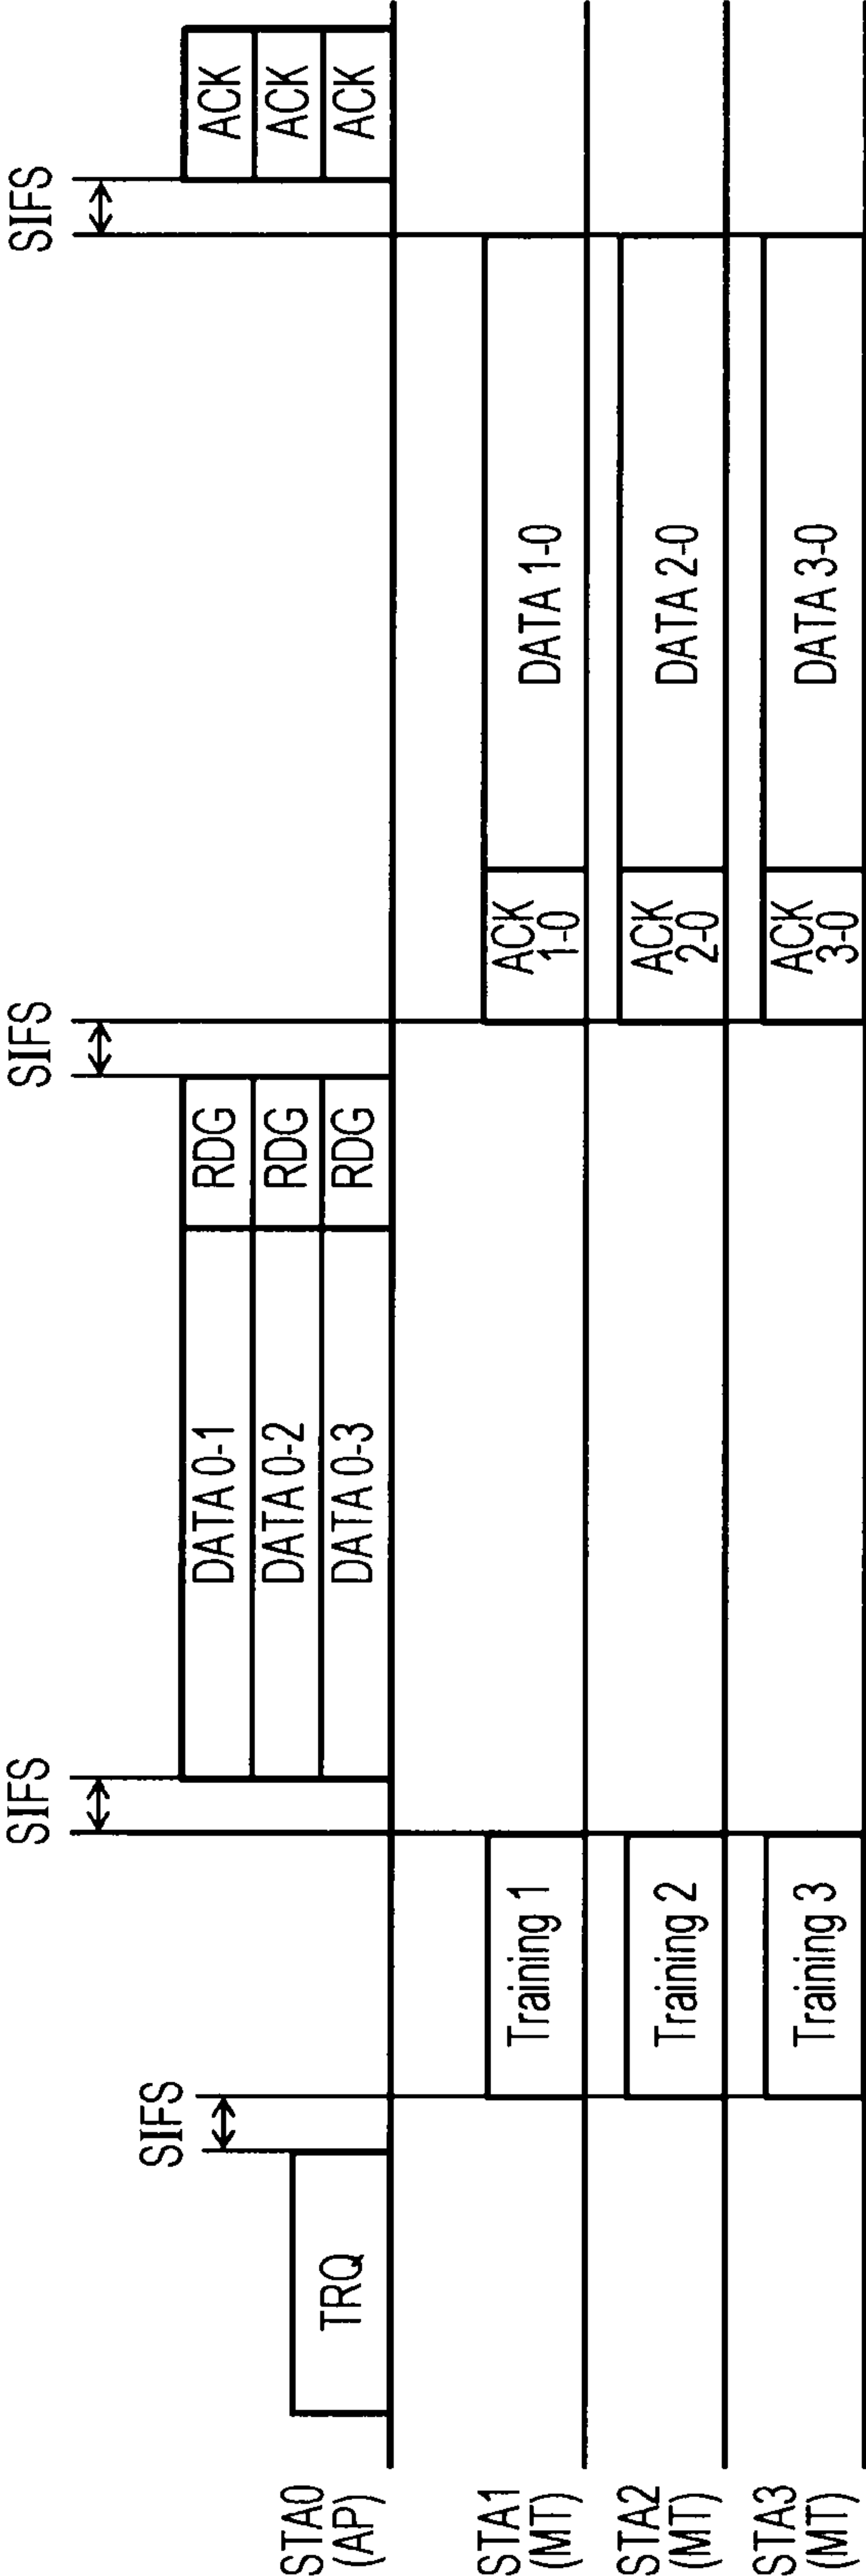 SIFS
SIFS
SIFS
SIFS
STA0
(AP)
TRQ
DATA 0-1
RDG
ACK
DATA 0-2
RDG
ACK
DATA 0-3
RDG
ACK
STA1
(MT)
Training 1
ACK
1-0
DATA 1-0
STA2
(MT)
Training 2
ACK
2-0
DATA 2-0
STA3
(MT)
Training 3
ACK
3-0
DATA 3-0